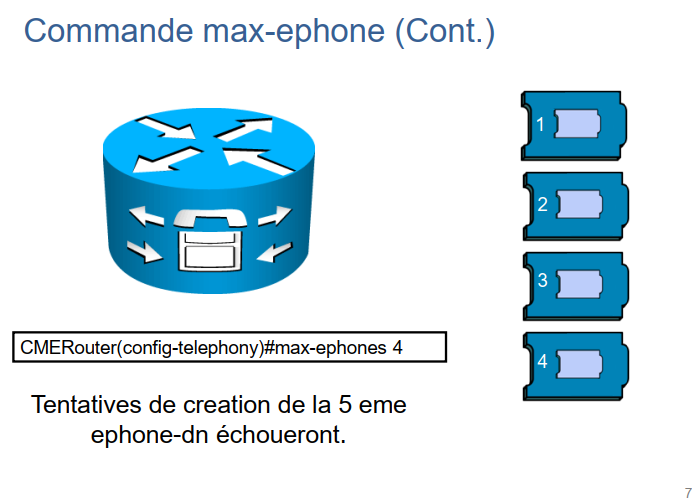 Commande max-ephone (Cont.)
1
2
3
4
CMERouter(config-telephony)#max-ephones 4
Tentatives de creation de la 5 eme
ephone-dn échoueront.
7